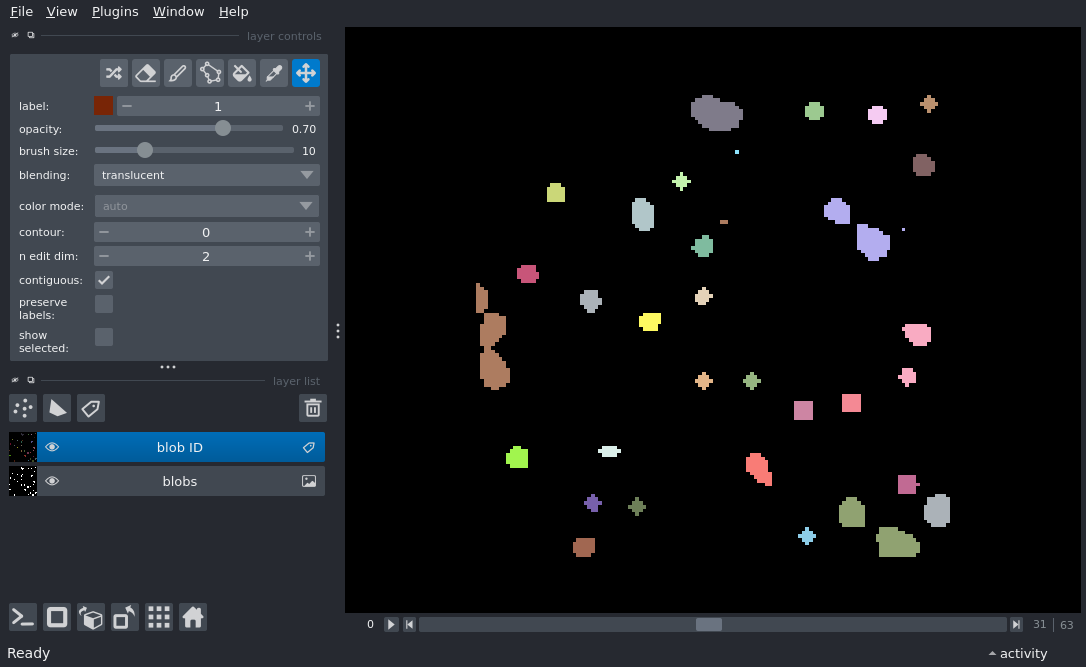 File View Plugins Window Help
layer controls
label: 1
opacity: 0.70
brush size: 10
blending: translucent
color mode: auto
contour: 0
n edit dim: 2
contiguous:
preserve
labels:
show
selected:
layer list
blob ID
blobs
0 31 63
Ready activity